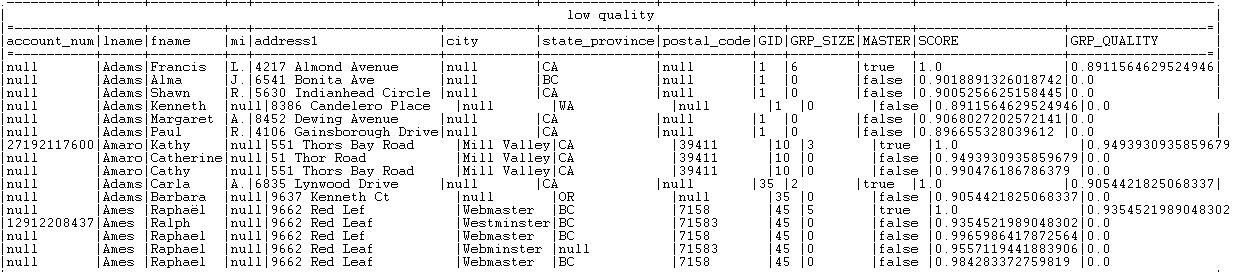 low quality
account_num|lname|fname|mi|address1|city|state_province|postal_code|GID|GRP_SIZE|MASTER|SCORE|GRP_QUALITY
null|Adams|Francis|L.|4217 Almond Avenue|null|CA|null|1|6|true|1.0|0.8911564629524946
null|Adams|Alma|J.|6541 Bonita Ave|null|BC|null|1|0|false|0.9018891326018742|0.0
null|Adams|Shawn|R.|5630 Indianhead Circle|null|CA|null|1|0|false|0.9005256625158445|0.0
null|Adams|Kenneth|null|8386 Candelero Place|null|WA|null|1|0|false|0.8911564629524946|0.0
null|Adams|Margaret|A.|8452 Dewing Avenue|null|CA|null|1|0|false|0.9068027202572141|0.0
null|Adams|Paul|R.|4106 Gainsborough Drive|null|CA|null|1|0|false|0.896655328039612|0.0
27192117600|Amaro|Kathy|null|551 Thors Bay Road|Mill Valley|CA|39411|10|3|true|1.0|0.9493930935859679
null|Amaro|Catherine|null|51 Thor Road|Mill Valley|CA|39410|10|0|false|0.9493930935859679|0.0
null|Amaro|Cathy|null|551 Thors Bay Road|Mill Valley|CA|39411|10|0|false|0.990476186786379|0.0
null|Adams|Carla|A.|6835 Lynwood Drive|null|CA|null|35|2|true|1.0|0.9054421825068337
null|Adams|Barbara|null|9637 Kenneth Ct|null|OR|null|35|0|false|0.9054421825068337|0.0
null|Ames|Raphaël|null|9662 Red Lef|Webmaster|BC|7158|45|5|true|1.0|0.9354521989048302
12912208437|Ames|Ralph|null|9662 Red Leaf|Westminster|BC|71583|45|0|false|0.9354521989048302|0.0
null|Ames|Raphael|null|9662 Red Lef|Webmaster|BC|7158|45|0|false|0.9965986417872564|0.0
null|Ames|Raphael|null|9662 Red Leaf|Webminster|null|71583|45|0|false|0.9557119441883906|0.0
null|Ames|Raphael|null|9662 Red Leaf|Webmaster|BC|7158|45|0|false|0.984283372759819|0.0